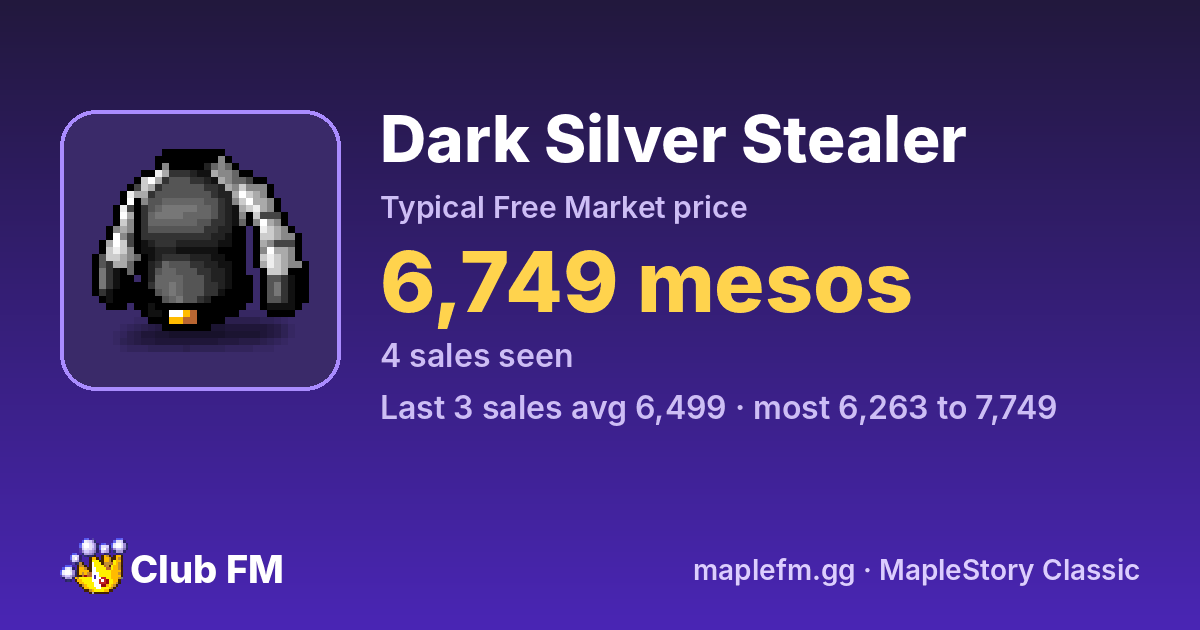 Dark Silver Stealer
Typical Free Market price
6,749 mesos
4 sales seen
Last 3 sales avg 6,499 · most 6,263 to 7,749
Club FM
maplefm.gg · MapleStory Classic